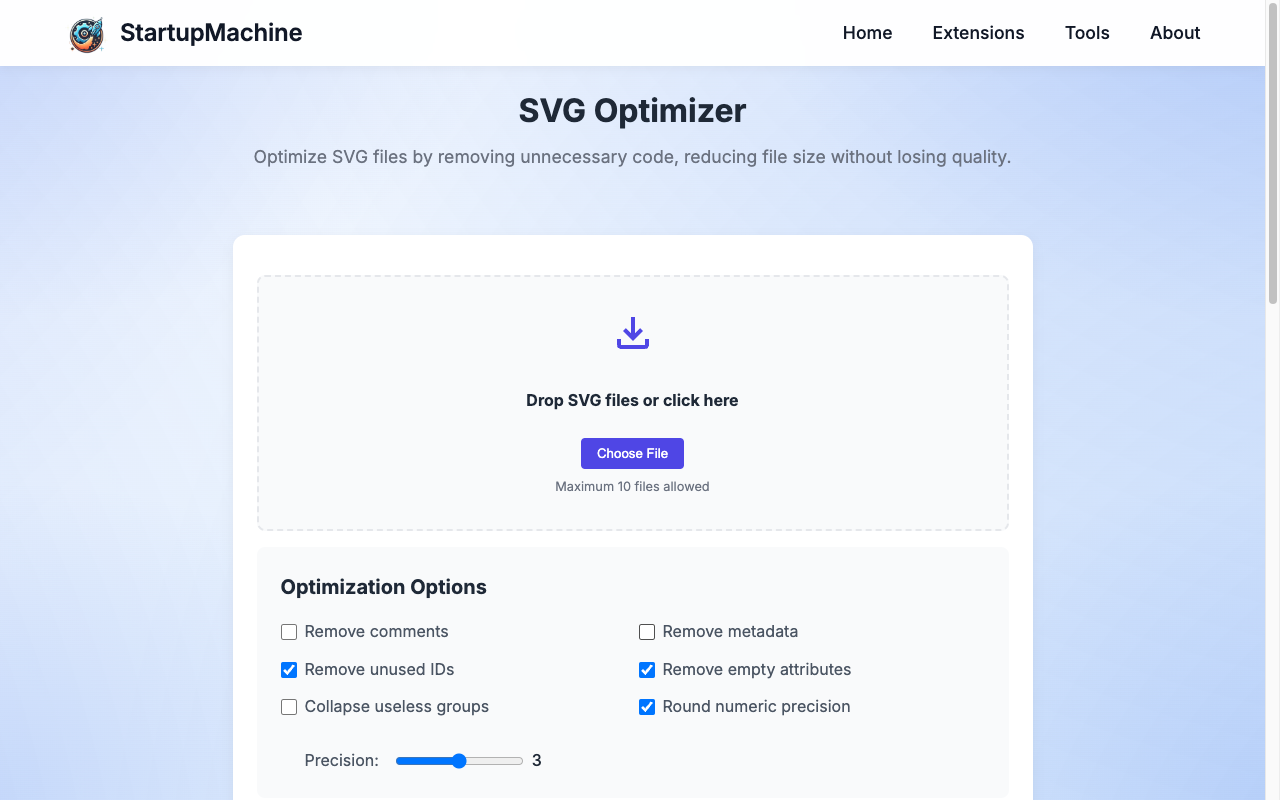 StartupMachine
Home Extensions Tools About
SVG Optimizer
Optimize SVG files by removing unnecessary code, reducing file size without losing quality.
Drop SVG files or click here
Choose File
Maximum 10 files allowed
Optimization Options
Remove comments
Remove metadata
Remove unused IDs
Remove empty attributes
Collapse useless groups
Round numeric precision
Precision: 3